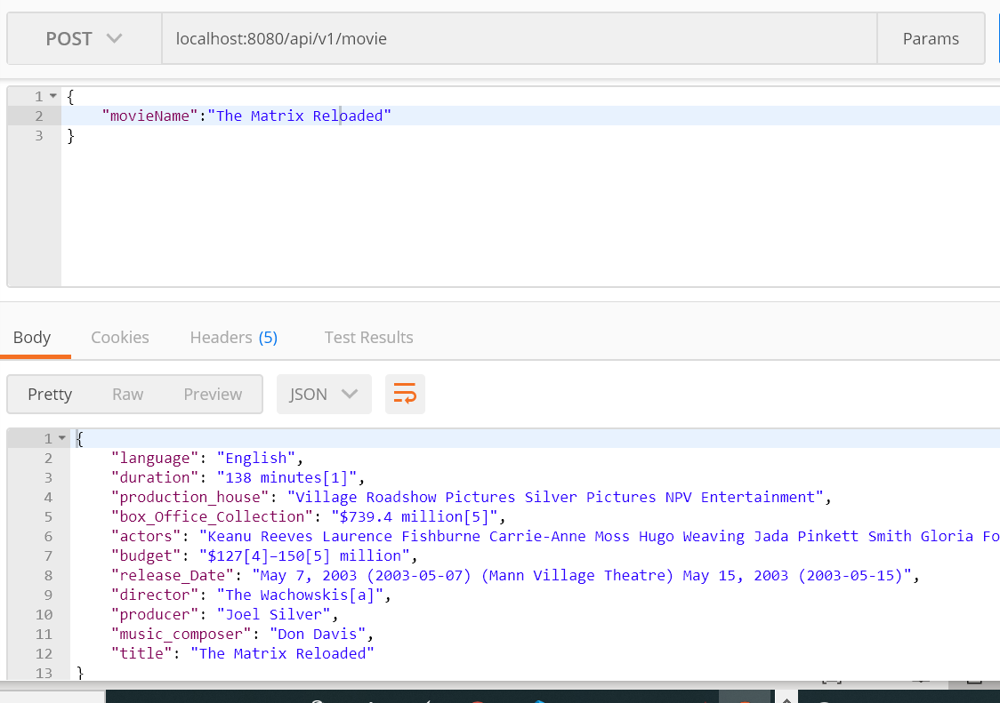 POST localhost:8080/api/v1/movie Params
1 {
2 "movieName":"The Matrix Reloaded"
3 }
Body Cookies Headers (5) Test Results
Pretty Raw Preview JSON
1 {
2 "language": "English",
3 "duration": "138 minutes[1]",
4 "production_house": "Village Roadshow Pictures Silver Pictures NPV Entertainment",
5 "box_Office_Collection": "$739.4 million[5]",
6 "actors": "Keanu Reeves Laurence Fishburne Carrie-Anne Moss Hugo Weaving Jada Pinkett Smith Gloria Fo
7 "budget": "$127[4]–150[5] million",
8 "release_Date": "May 7, 2003 (2003-05-07) (Mann Village Theatre) May 15, 2003 (2003-05-15)",
9 "director": "The Wachowskis[a]",
10 "producer": "Joel Silver",
11 "music_composer": "Don Davis",
12 "title": "The Matrix Reloaded"
13 }